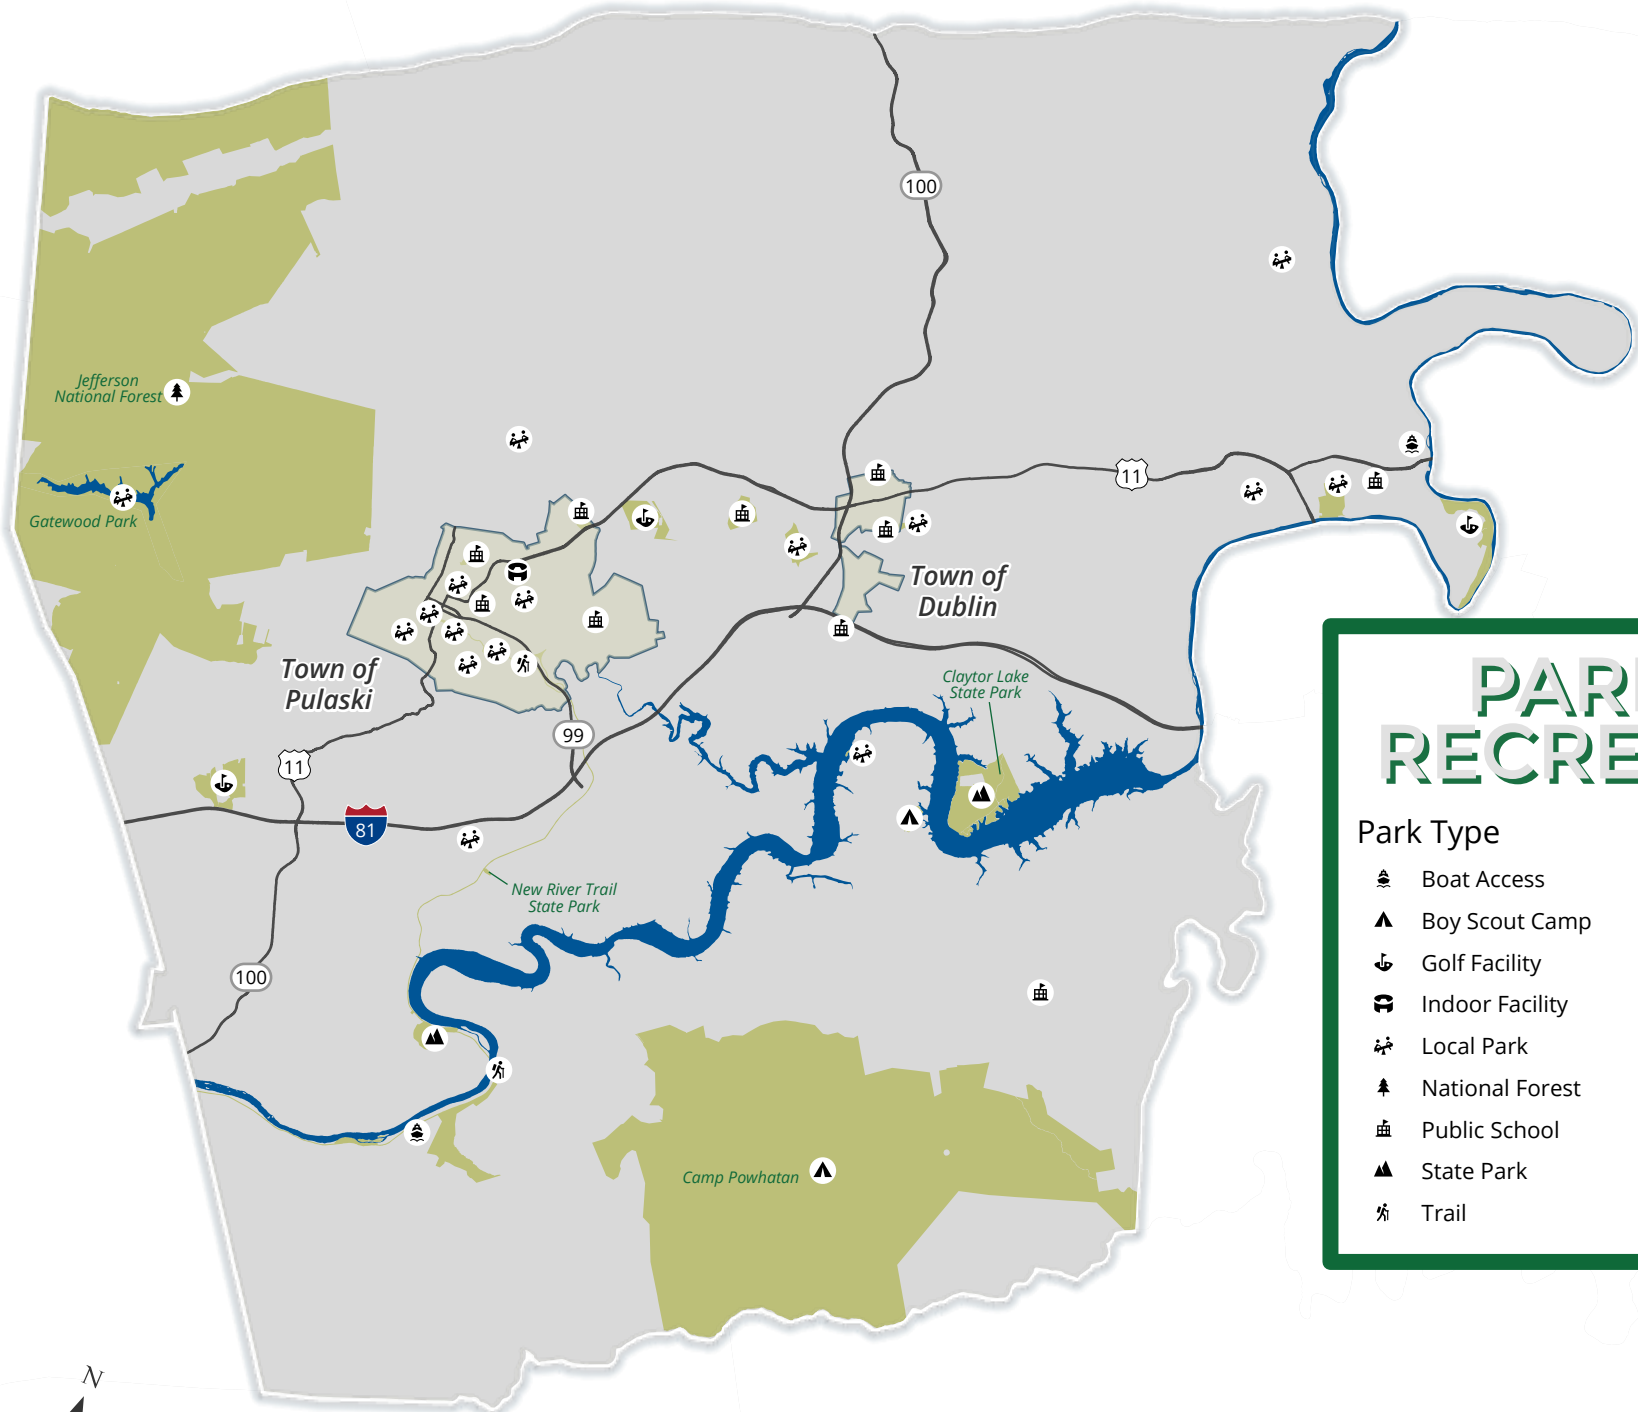 100
Jefferson
National Forest
Gatewood Park
11
Town of
Dublin
Town of
Pulaski
Claytor Lake
State Park
99
11
81
New River Trail
State Park
100
Camp Powhatan
N
PAR
RECRE
Park Type
Boat Access
Boy Scout Camp
Golf Facility
Indoor Facility
Local Park
National Forest
Public School
State Park
Trail